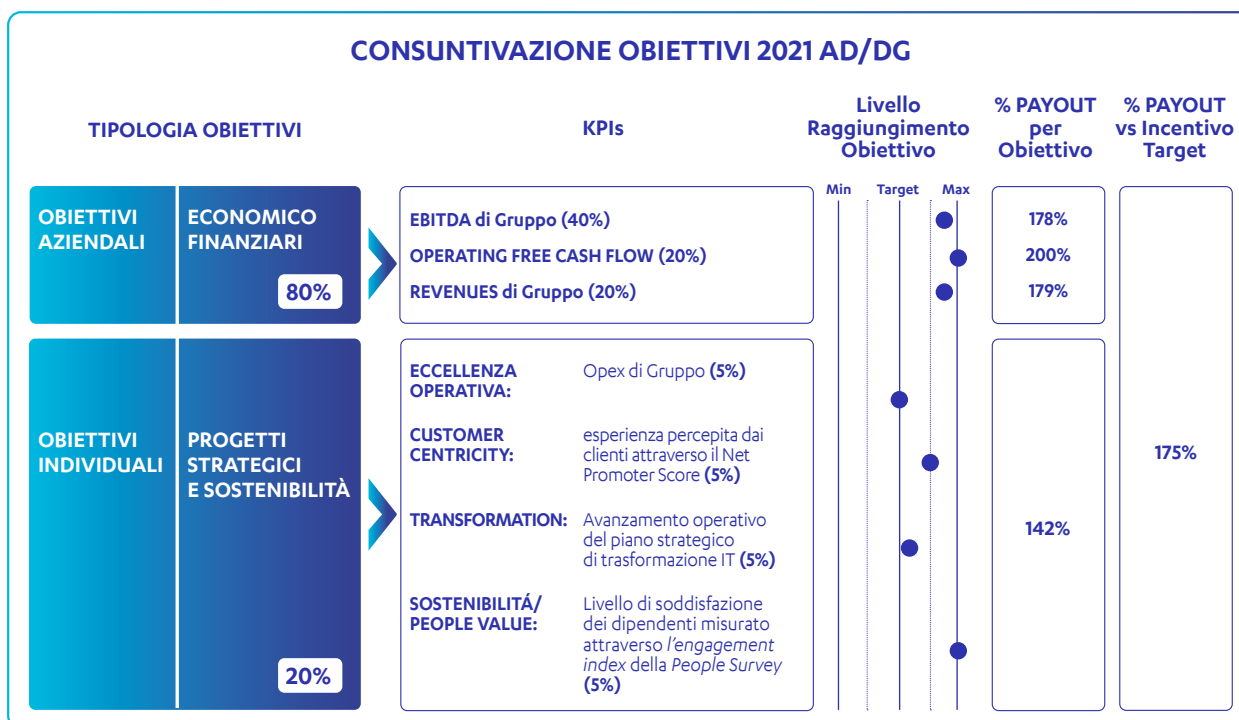 CONSUNTIVAZIONE OBIETTIVI 2021 AD/DG
TIPOLOGIA OBIETTIVI
KPIs
Livello
Raggiungimento
Obiettivo
% PAYOUT
per
Obiettivo
% PAYOUT
vs Incentivo
Target
Min
Target
Max
OBIETTIVI
AZIENDALI
ECONOMICO
FINANZIARI
80%
EBITDA di Gruppo (40%)
178%
OPERATING FREE CASH FLOW (20%)
200%
REVENUES di Gruppo (20%)
179%
OBIETTIVI
INDIVIDUALI
PROGETTI
STRATEGICI
E SOSTENIBILITÀ
20%
ECCELLENZA
OPERATIVA:
Opex di Gruppo (5%)
CUSTOMER
CENTRICITY:
esperienza percepita dai
clienti attraverso il Net
Promoter Score (5%)
TRANSFORMATION:
Avanzamento operativo
del piano strategico
di trasformazione IT (5%)
SOSTENIBILITÁ/
PEOPLE VALUE:
Livello di soddisfazione
dei dipendenti misurato
attraverso l'engagement
index della People Survey
(5%)
142%
175%